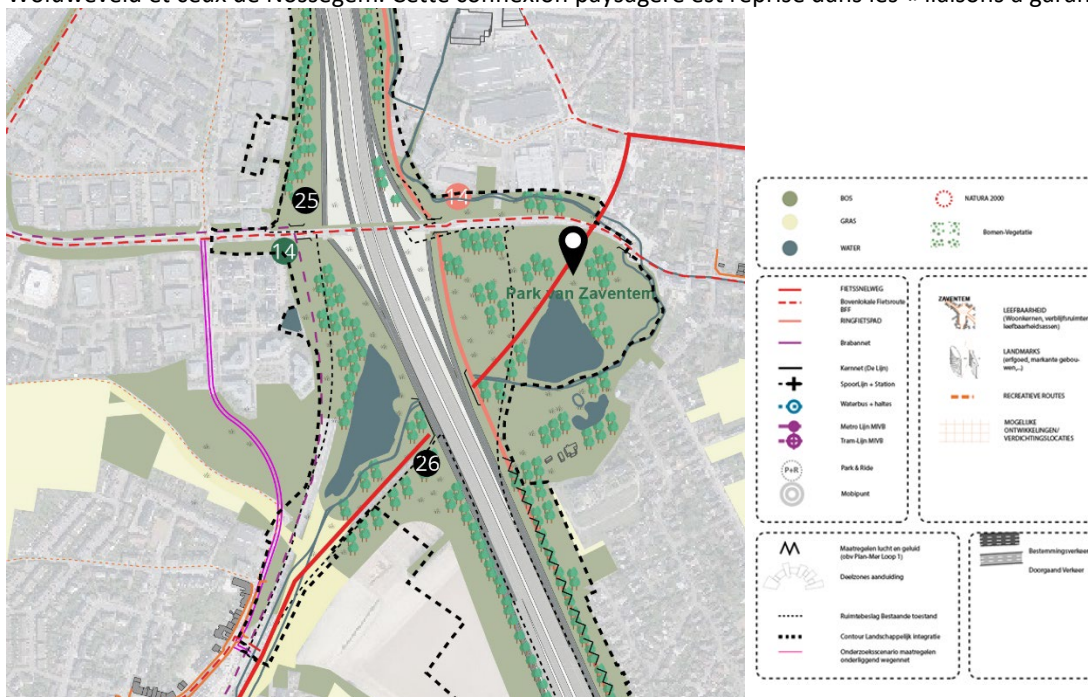 Woluweveld et ceux de Nossegem. Cette connexion paysagère est reprise dans les « liaisons à garan
25
14
14
Park van Zaventem
26
BOS
GRAS
WATER
NATURA 2000
Bomen-Vegetatie
FIETSSNELWEG
Bovenlokale Fietsroute
BFF
RINGFIETSPAD
Brabannet
Kernnet (De Lijn)
SpoorLijn + Station
Waterbus + haltes
Metro Lijn MIVB
Tram-Lijn MIVB
P+R
Park & Ride
Mobipunt
ZAVENTEM
LEEFBAARHEID
(Woonkernen, verblijfsruimten
leefbaarheidsassen)
LANDMARKS
(erfgoed, markante gebou-
wen,..)
RECREATIEVE ROUTES
MOGELIJKE
ONTWIKKELINGEN/
VERDICHTINGSLOCATIES
Maatregelen lucht en geluid
(obv Plan-Mer Loop 1)
Deelzones aanduiding
Ruimtebeslag Bestaande toestand
Contour Landschappelijk integratie
Onderzoeksscenario maatregelen
onderliggend wegennet
Bestemmingsverkeer
Doorgaand Verkeer